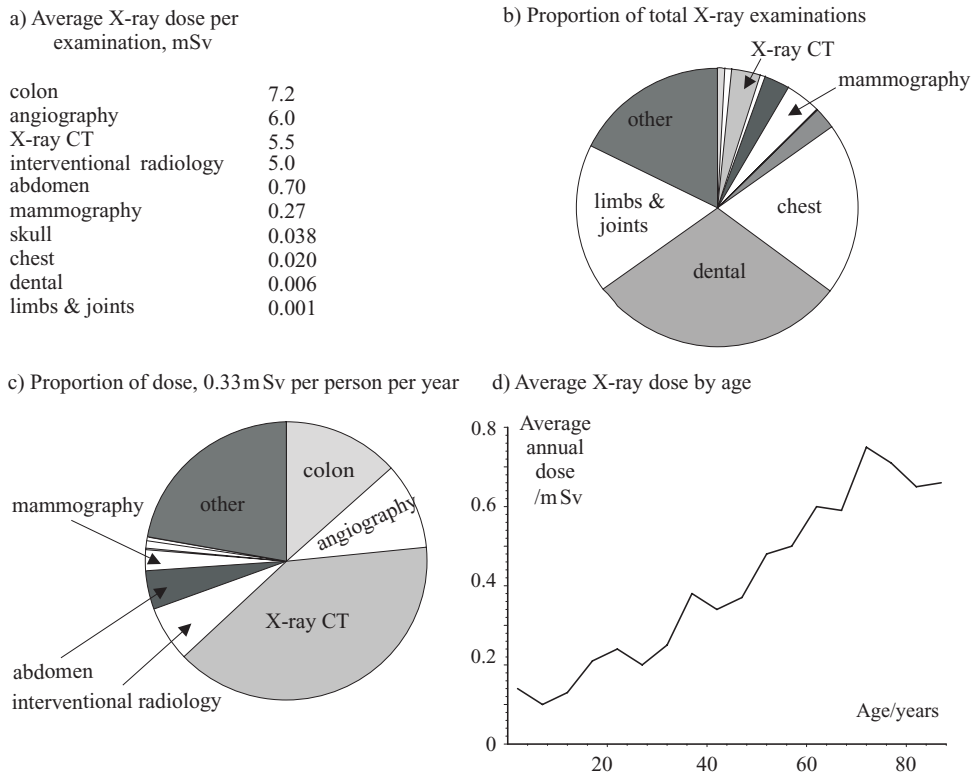 a) Average X-ray dose per
examination, mSv
colon 7.2
angiography 6.0
X-ray CT 5.5
interventional radiology 5.0
abdomen 0.70
mammography 0.27
skull 0.038
chest 0.020
dental 0.006
limbs & joints 0.001
b) Proportion of total X-ray examinations
X-ray CT
mammography
other
limbs &
joints
chest
dental
c) Proportion of dose, 0.33mSv per person per year
colon
mammography
other
angiography
X-ray CT
abdomen
interventional radiology
d) Average X-ray dose by age
Average
annual
dose
/mSv
0.8
0.6
0.4
0.2
0
Age/years
20 40 60 80